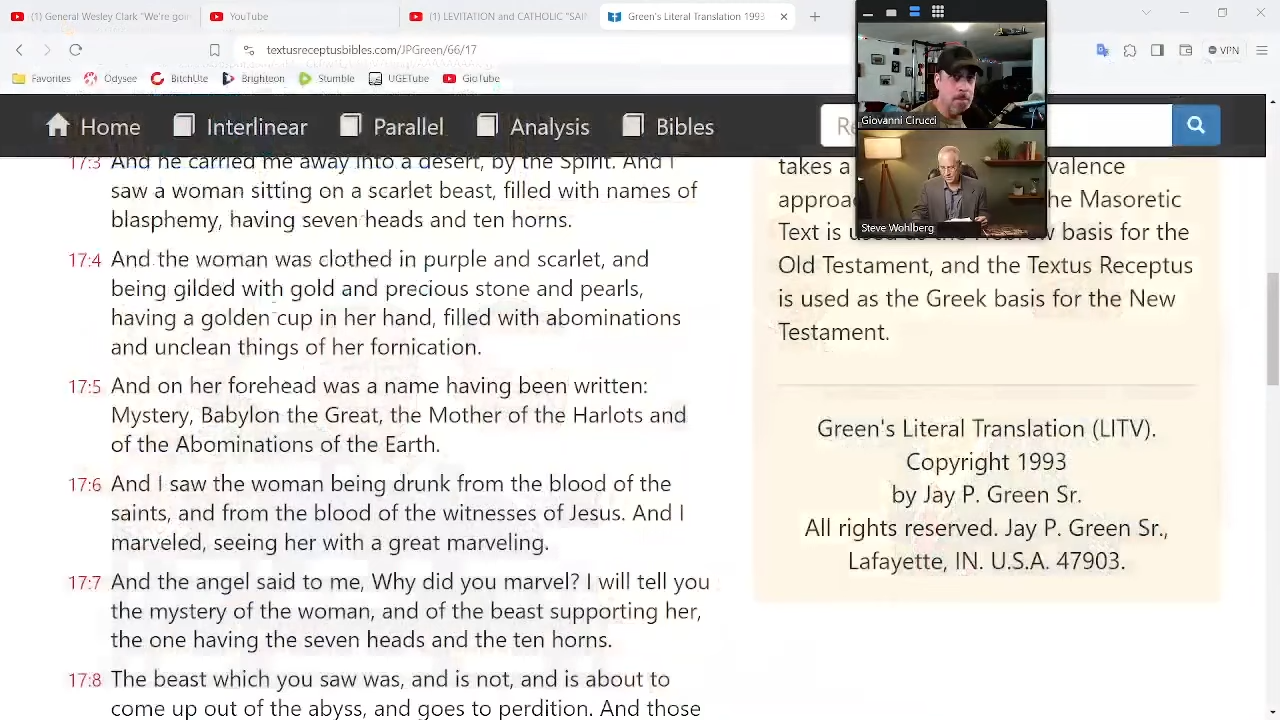 (1) General Wesley Clark "We're go
YouTube
(1) LEVITATION and CATHOLIC "SAI
Green's Literal Translation 1993
textusreceptusbibles.com/JPGreen/66/17
VPN
Favorites
Odysee
Bitchute
Brighteon
Stumble
UGETube
GioTube
Home
Interlinear
Parallel
Analysis
Bibles
Giovanni Cirucci
Steve Wohlberg
17:3 And he carried me away into a desert, by the Spirit. And I
saw a woman sitting on a scarlet beast, filled with names of
blasphemy, having seven heads and ten horns.
17:4 And the woman was clothed in purple and scarlet, and
being gilded with gold and precious stone and pearls,
having a golden cup in her hand, filled with abominations
and unclean things of her fornication.
17:5 And on her forehead was a name having been written:
Mystery, Babylon the Great, the Mother of the Harlots and
of the Abominations of the Earth.
17:6 And I saw the woman being drunk from the blood of the
saints, and from the blood of the witnesses of Jesus. And I
marveled, seeing her with a great marveling.
17:7 And the angel said to me, Why did you marvel? I will tell you
the mystery of the woman, and of the beast supporting her,
the one having the seven heads and the ten horns.
17:8 The beast which you saw was, and is not, and is about to
come up out of the abyss, and goes to perdition. And those
takes a valence
approa he Masoretic
Text is basis for the
Old Testament, and the Textus Receptus
is used as the Greek basis for the New
Testament.
Green's Literal Translation (LITV).
Copyright 1993
by Jay P. Green Sr.
All rights reserved. Jay P. Green Sr.,
Lafayette, IN. U.S.A. 47903.